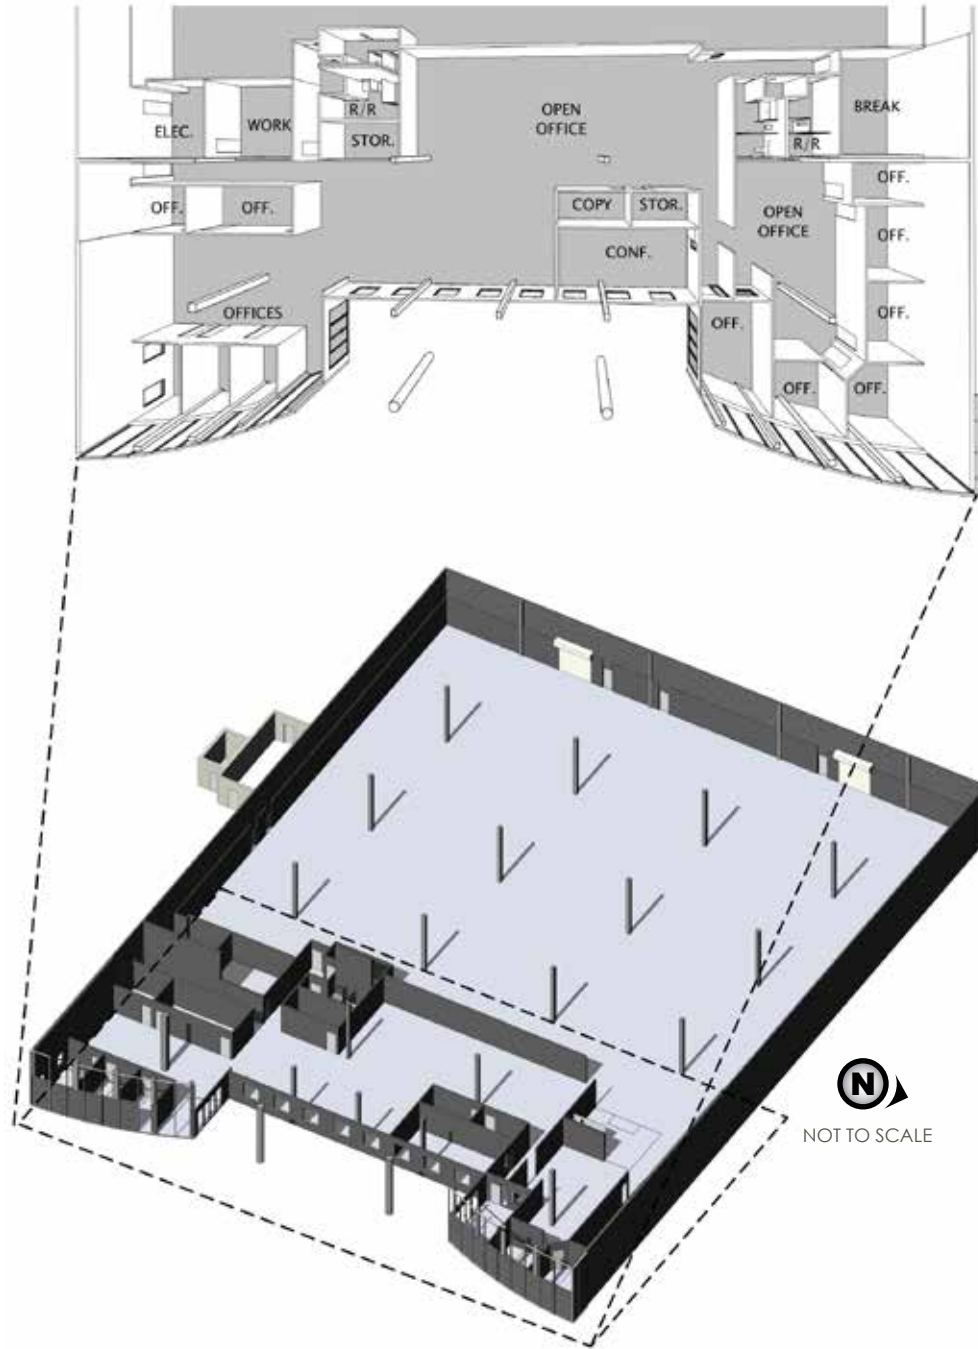 OPEN
OFFICE
BREAK
R/R
ELEC.
WORK
STOR.
R/R
OFF.
OFF.
OFF.
COPY
STOR.
OPEN
OFFICE
OFF.
CONF.
OFFICES
OFF.
OFF.
OFF.
OFF.
N
NOT TO SCALE